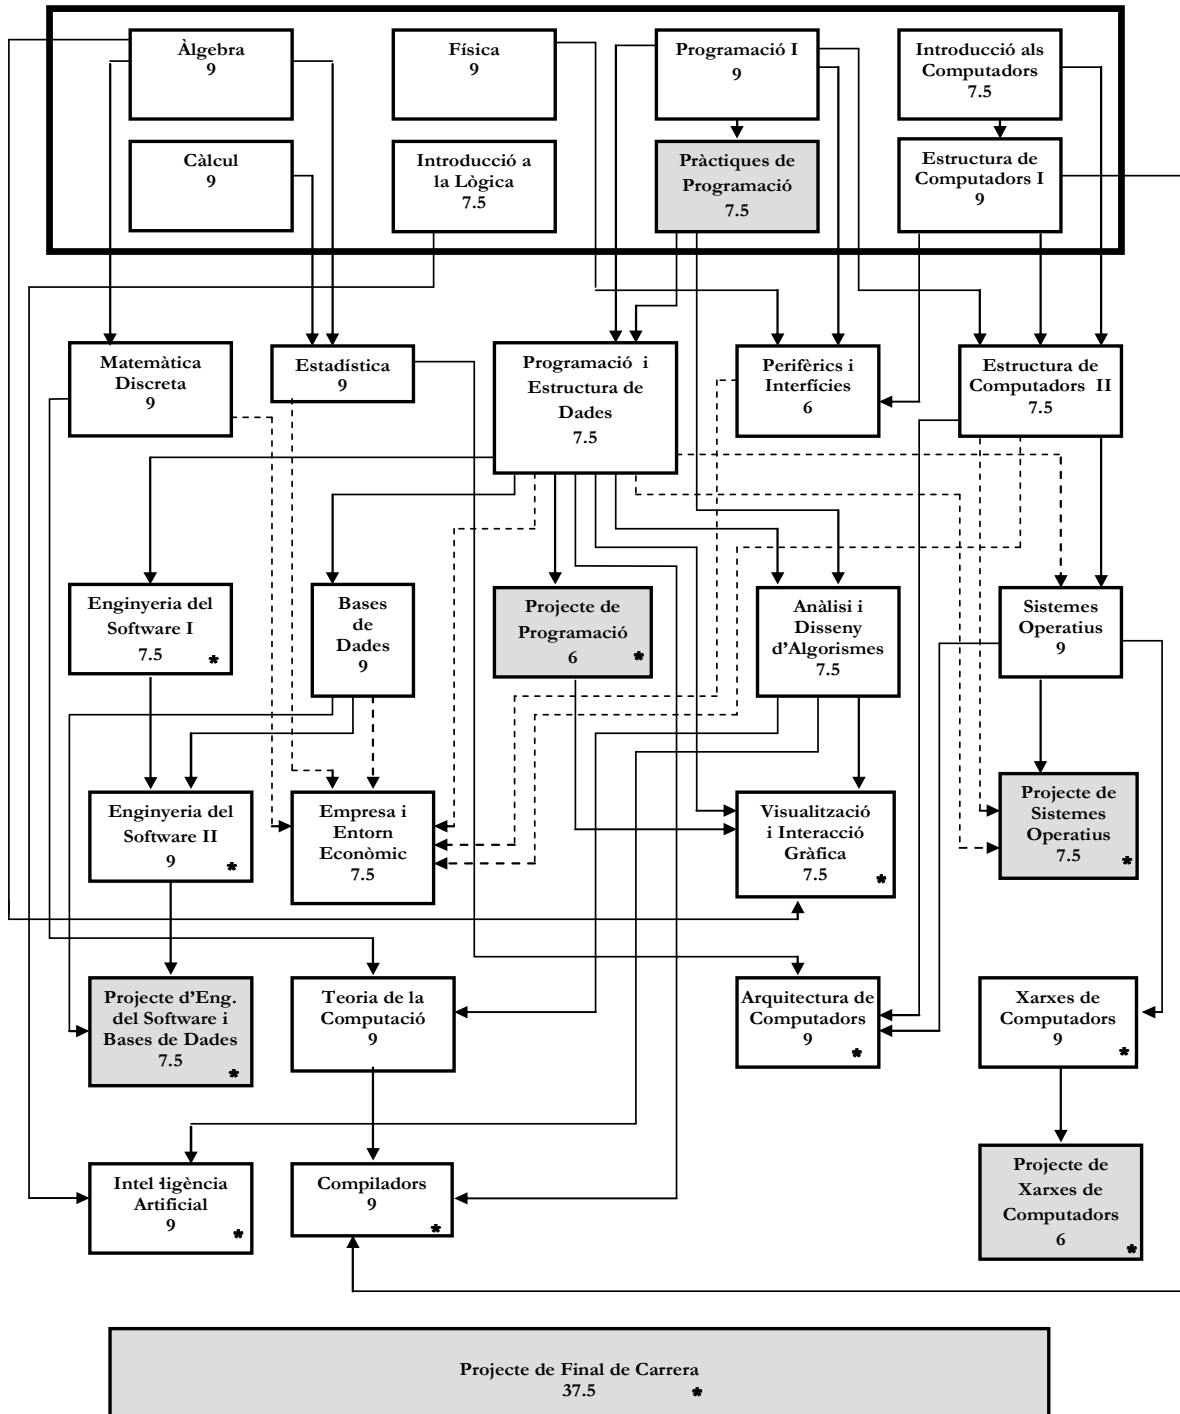 Àlgebra
9
Física
9
Programació I
9
Introducció als
Computadors
7.5
Càlcul
9
Introducció a
la Lògica
7.5
Pràctiques de
Programació
7.5
Estructura de
Computadors I
9
Matemàtica
Discreta
9
Estadística
9
Programació i
Estructura de
Dades
7.5
Perifèrics i
Interfícies
6
Estructura de
Computadors II
7.5
Enginyeria del
Software I
7.5 *
Bases
de
Dades
9
Projecte de
Programació
6 *
Anàlisi i
Disseny
d'Algorismes
7.5
Sistemes
Operatius
9
Enginyeria del
Software II
9 *
Empresa i
Entorn
Econòmic
7.5
Visualització
i Interacció
Gràfica
7.5 *
Projecte de
Sistemes
Operatius
7.5 *
Projecte d'Eng.
del Software i
Bases de Dades
7.5 *
Teoria de la
Computació
9
Arquitectura de
Computadors
9 *
Xarxes de
Computadors
9 *
Intel·ligència
Artificial
9 *
Compiladors
9 *
Projecte de
Xarxes de
Computadors
6 *
Projecte de Final de Carrera
37.5 *